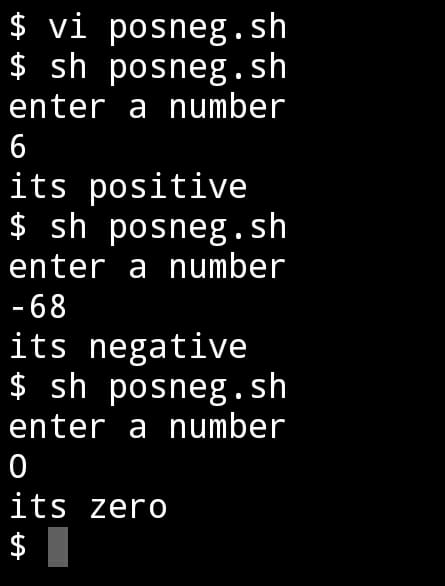 $ vi posneg.sh
$ sh posneg.sh
enter a number
6
its positive
$ sh posneg.sh
enter a number
-68
its negative
$ sh posneg.sh
enter a number
0
its zero
$